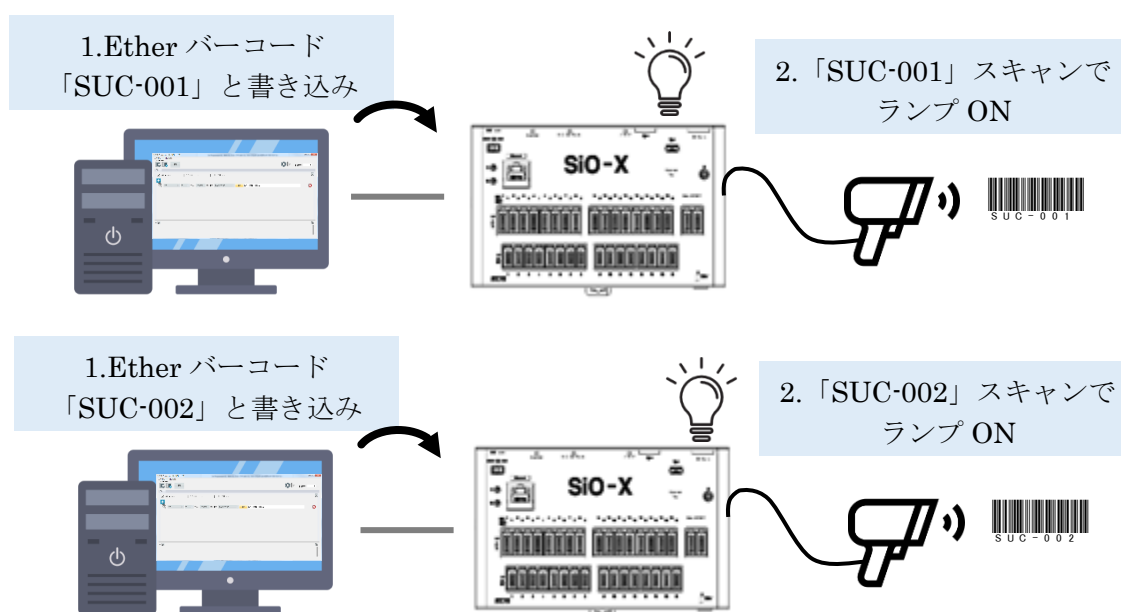 1.Ether バーコード
「SUC-001」と書き込み
2.「SUC-001」スキャンで
ランプ ON
SiO-X
SUC-001
1.Ether バーコード
「SUC-002」と書き込み
2.「SUC-002」スキャンで
ランプ ON
SiO-X
SUC-002